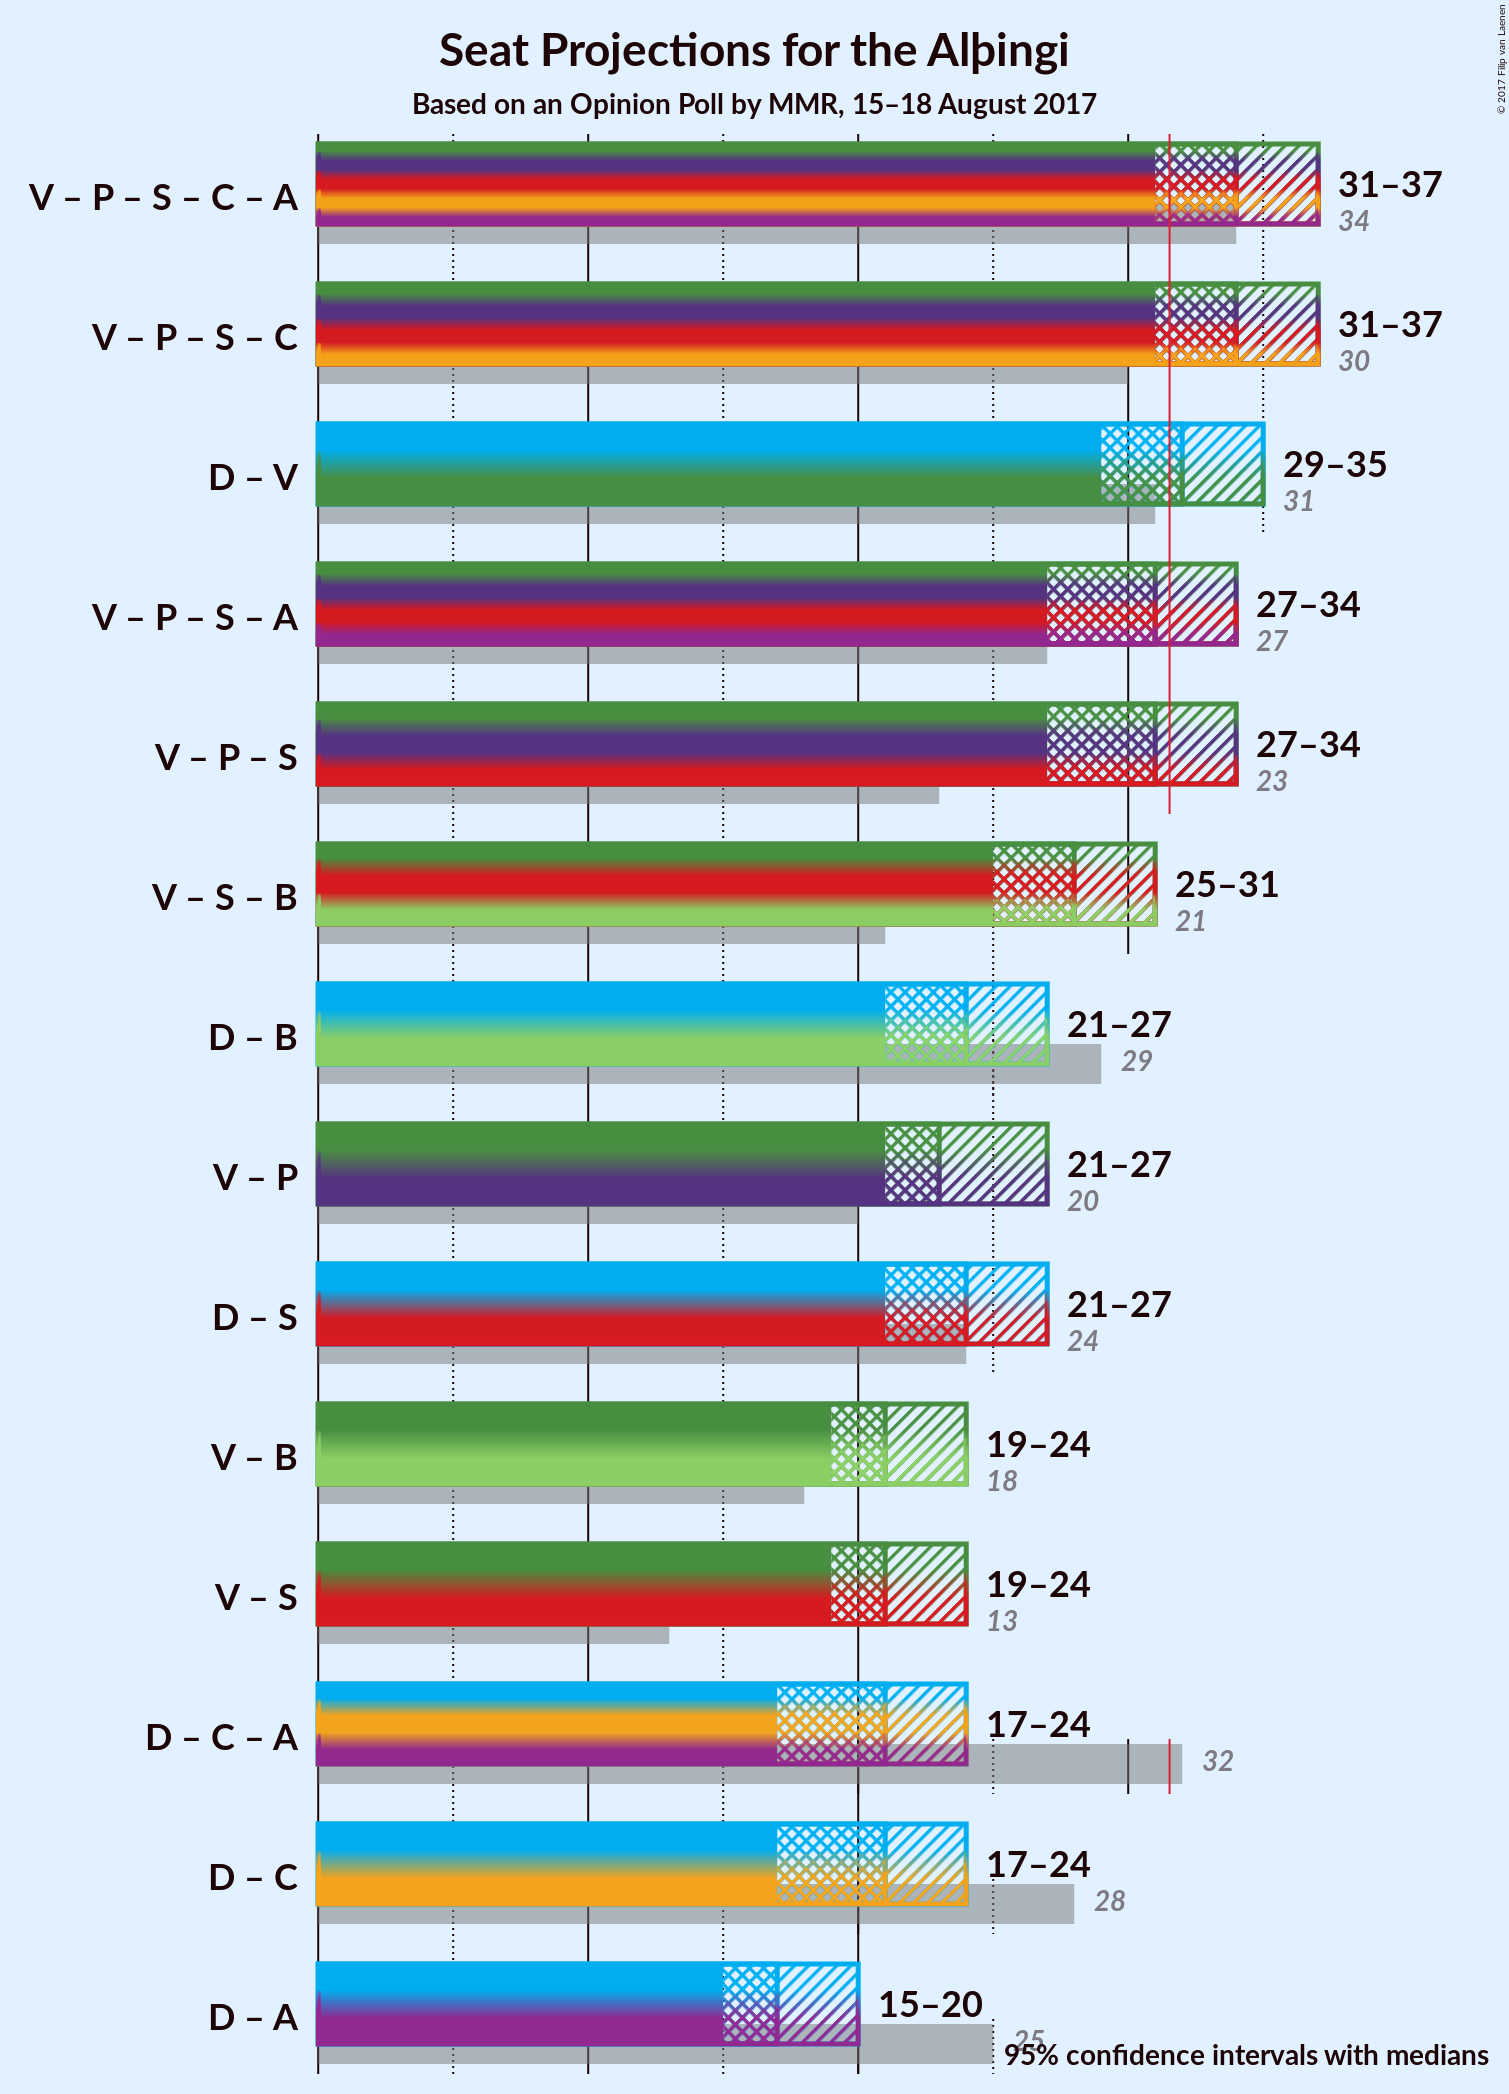 Seat Projections for the Alþingi
Based on an Opinion Poll by MMR, 15–18 August 2017
© 2017 Filip van Laenen
V – P – S – C – A
31–37
34
V – P – S – C
31–37
30
D – V
29–35
31
V – P – S – A
27–34
27
V – P – S
27–34
23
V – S – B
25–31
21
D – B
21–27
29
V – P
21–27
20
D – S
21–27
24
V – B
19–24
18
V – S
19–24
13
D – C – A
17–24
32
D – C
17–24
28
D – A
15–20
25
95% confidence intervals with medians